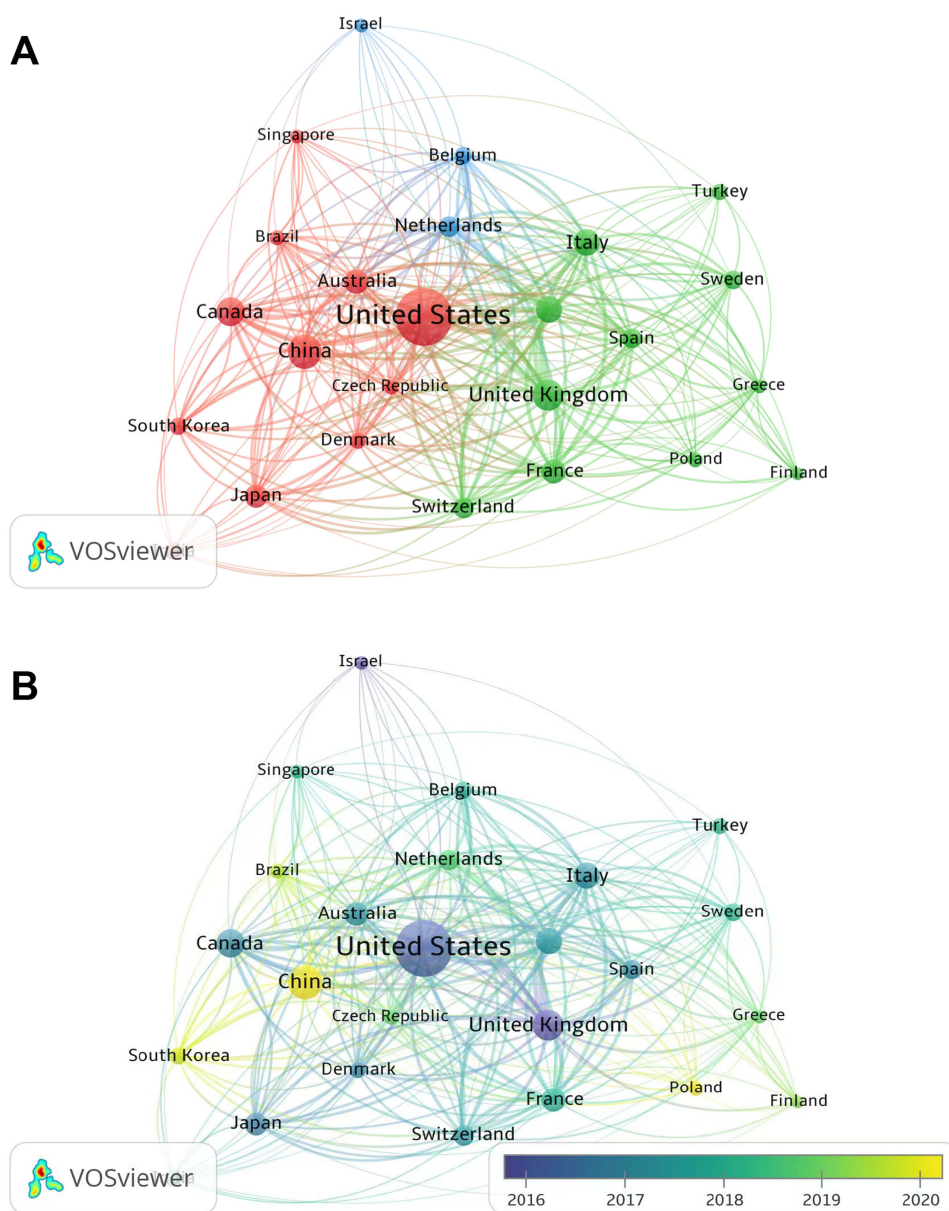 A
Israel
Singapore
Belgium
Turkey
Netherlands
Brazil
Italy
Australia
Sweden
Canada
United States
Spain
China
Czech Republic
United Kingdom
Greece
South Korea
Denmark
Poland
France
Finland
Japan
Switzerland
VOSviewer
B
Israel
Singapore
Belgium
Turkey
Netherlands
Brazil
Italy
Australia
Sweden
Canada
United States
Spain
China
Czech Republic
United Kingdom
Greece
South Korea
Denmark
Poland
France
Finland
Japan
Switzerland
VOSviewer
2016 2017 2018 2019 2020